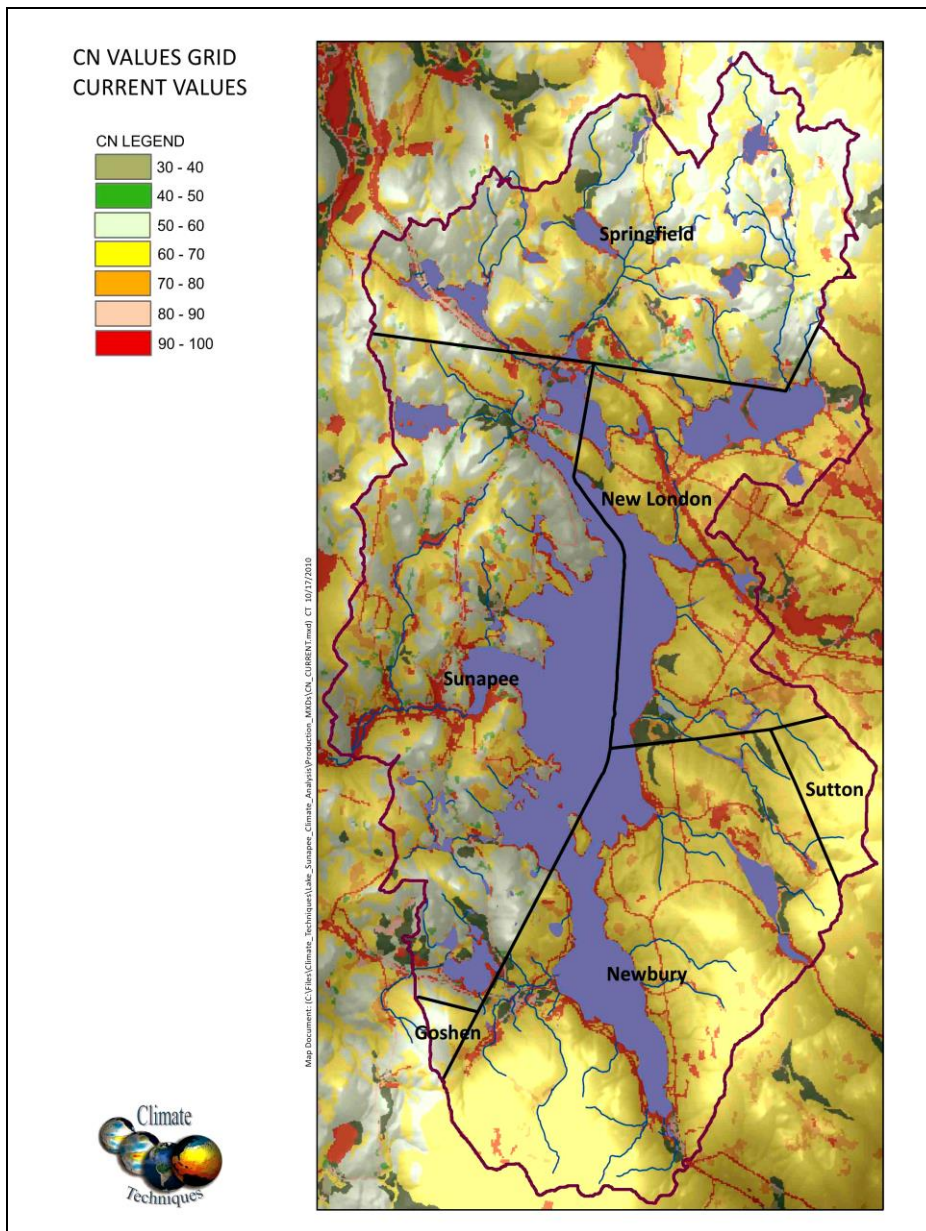 CN VALUES GRID
CURRENT VALUES
CN LEGEND
30 - 40
40 - 50
50 - 60
60 - 70
70 - 80
80 - 90
90 - 100
Springfield
New London
Sunapee
Sutton
Newbury
Goshen
Map Document: (C:\Files\Climate_Techniques\Lake_Sunapee_Climate_Analysis\Production_MXDs\CN_CURRENT.mxd) CT 10/17/2010
Climate
Techniques